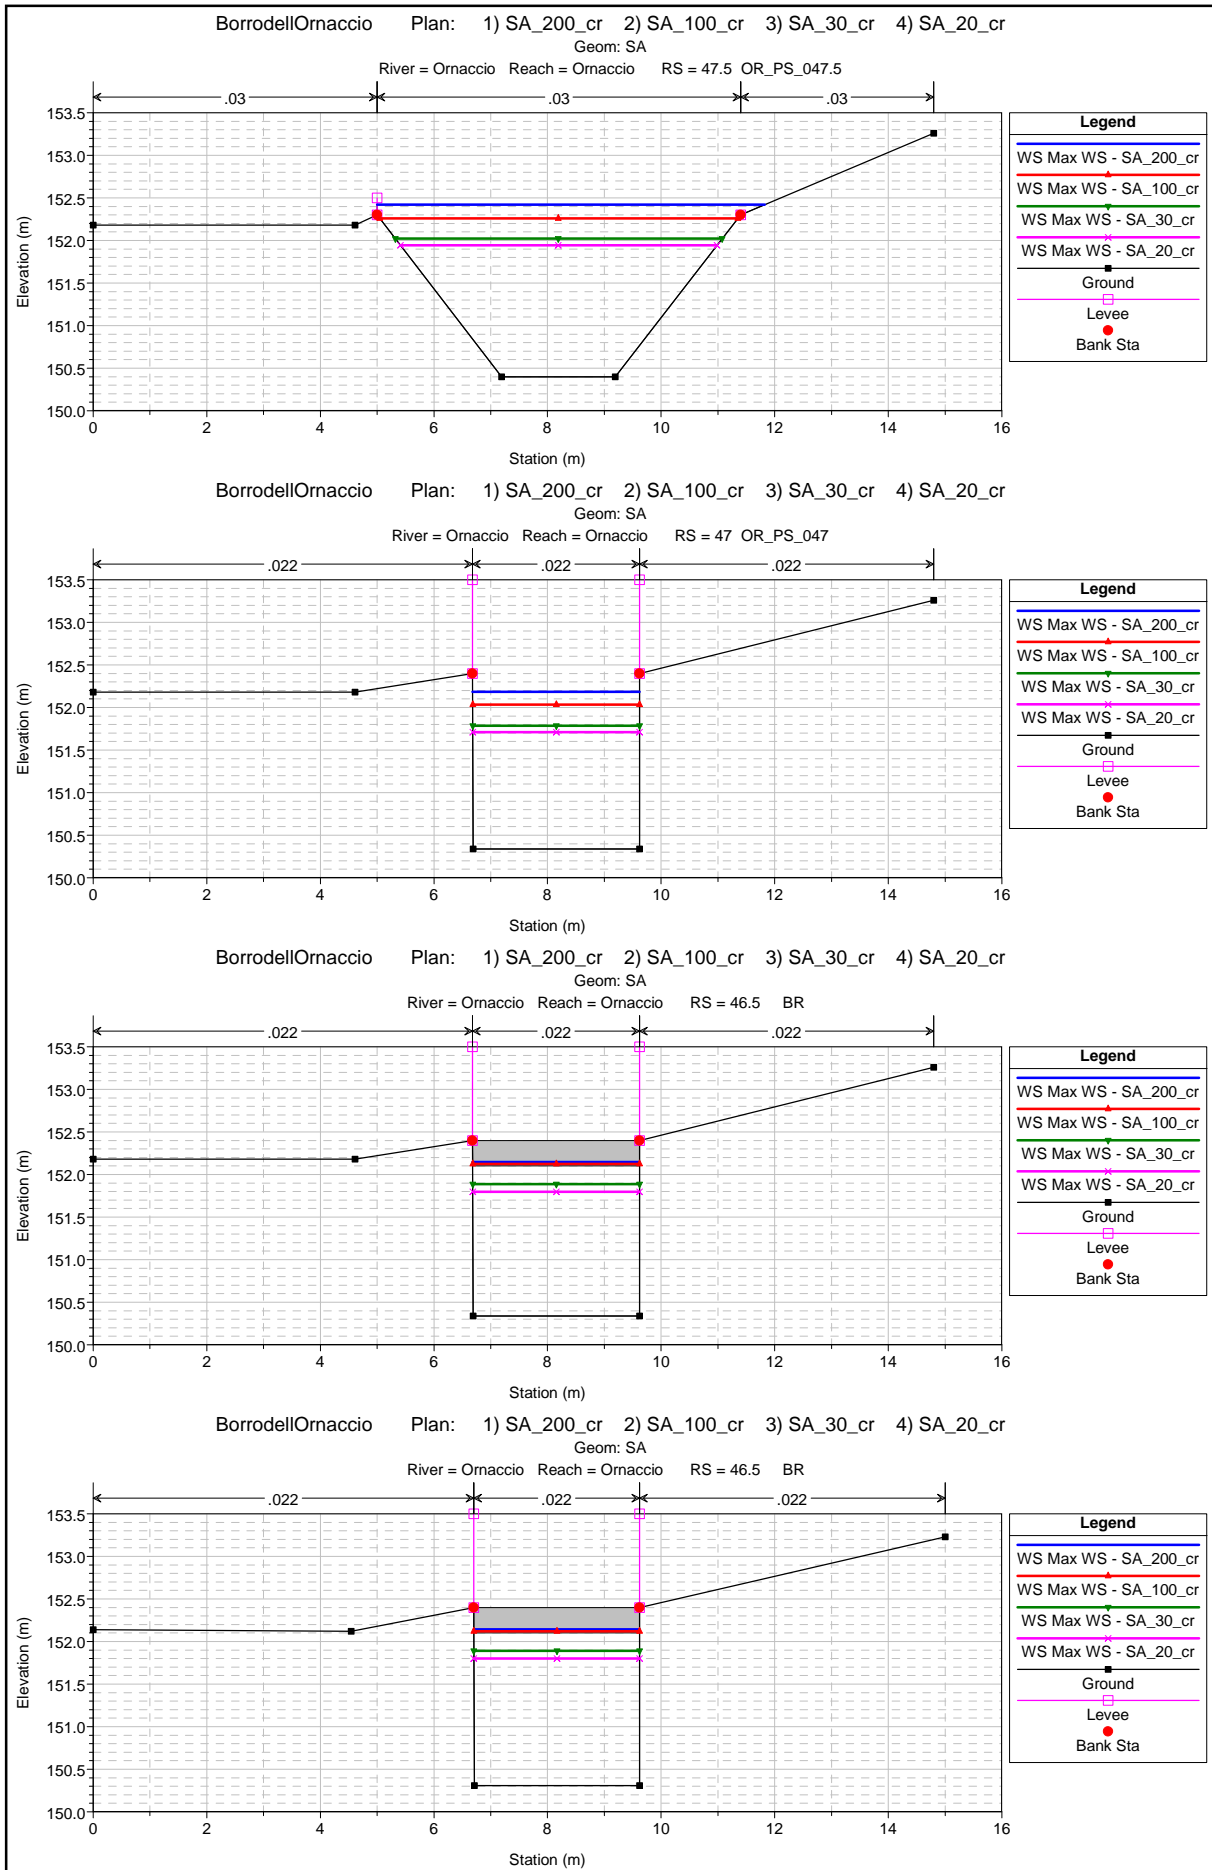 BorrodellOrnaccio Plan: 1) SA_200_cr 2) SA_100_cr 3) SA_30_cr 4) SA_20_cr
Geom: SA
River = Ornaccio Reach = Ornaccio RS = 47.5 OR_PS_047.5
.03 .03 .03
153.5
153.0
152.5
152.0
151.5
151.0
150.5
150.0
Elevation (m)
0 2 4 6 8 10 12 14 16
Station (m)
Legend
WS Max WS - SA_200_cr
WS Max WS - SA_100_cr
WS Max WS - SA_30_cr
WS Max WS - SA_20_cr
Ground
Levee
Bank Sta
BorrodellOrnaccio Plan: 1) SA_200_cr 2) SA_100_cr 3) SA_30_cr 4) SA_20_cr
Geom: SA
River = Ornaccio Reach = Ornaccio RS = 47 OR_PS_047
.022 .022 .022
153.5
153.0
152.5
152.0
151.5
151.0
150.5
150.0
Elevation (m)
0 2 4 6 8 10 12 14 16
Station (m)
Legend
WS Max WS - SA_200_cr
WS Max WS - SA_100_cr
WS Max WS - SA_30_cr
WS Max WS - SA_20_cr
Ground
Levee
Bank Sta
BorrodellOrnaccio Plan: 1) SA_200_cr 2) SA_100_cr 3) SA_30_cr 4) SA_20_cr
Geom: SA
River = Ornaccio Reach = Ornaccio RS = 46.5 BR
.022 .022 .022
153.5
153.0
152.5
152.0
151.5
151.0
150.5
150.0
Elevation (m)
0 2 4 6 8 10 12 14 16
Station (m)
Legend
WS Max WS - SA_200_cr
WS Max WS - SA_100_cr
WS Max WS - SA_30_cr
WS Max WS - SA_20_cr
Ground
Levee
Bank Sta
BorrodellOrnaccio Plan: 1) SA_200_cr 2) SA_100_cr 3) SA_30_cr 4) SA_20_cr
Geom: SA
River = Ornaccio Reach = Ornaccio RS = 46.5 BR
.022 .022 .022
153.5
153.0
152.5
152.0
151.5
151.0
150.5
150.0
Elevation (m)
0 2 4 6 8 10 12 14 16
Station (m)
Legend
WS Max WS - SA_200_cr
WS Max WS - SA_100_cr
WS Max WS - SA_30_cr
WS Max WS - SA_20_cr
Ground
Levee
Bank Sta